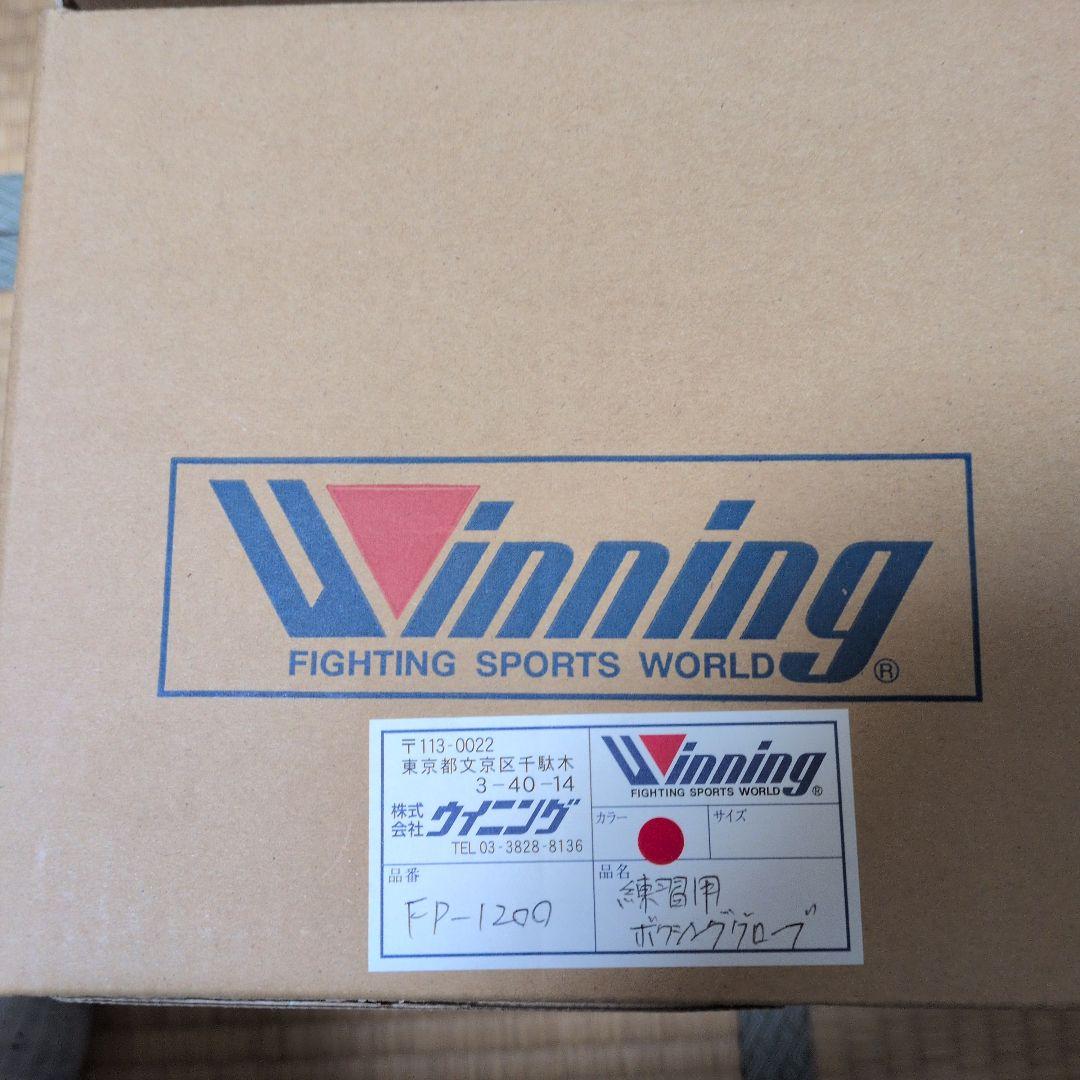 Winning
FIGHTING SPORTS WORLD®
〒113-0022
東京都文京区千駄木
3-40-14
株式会社 ウイニング
TEL 03-3828-8136
Winning
FIGHTING SPORTS WORLD ®
カラー
サイズ
品番
FP-1200
品名
練習用
ボクシンググローブ